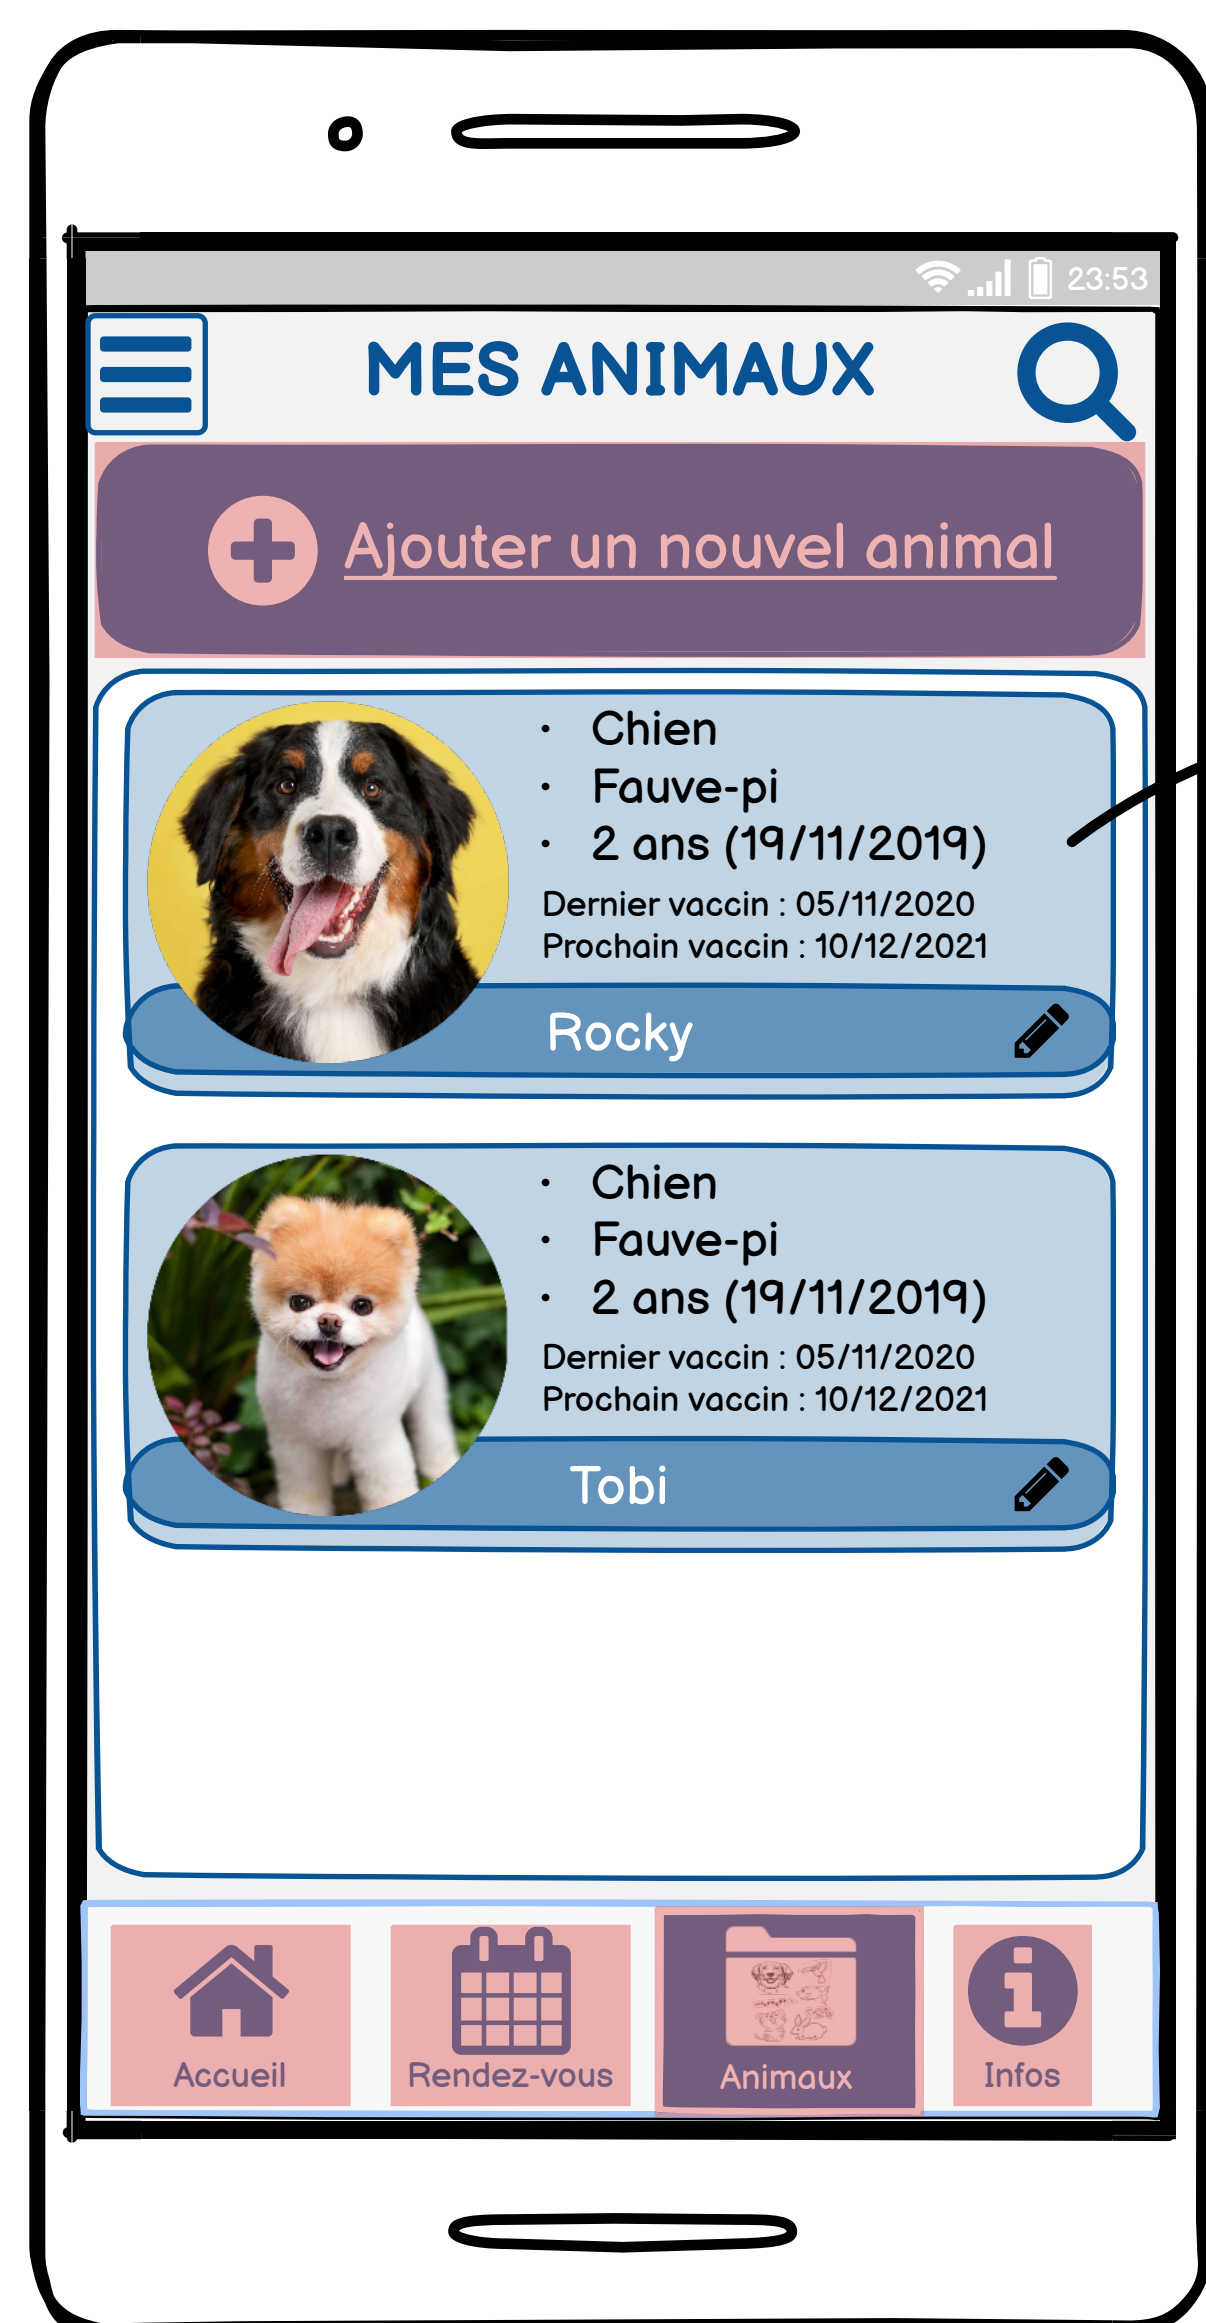 23:53
MES ANIMAUX
Ajouter un nouvel animal
· Chien
· Fauve-pi
· 2 ans (19/11/2019)
Dernier vaccin : 05/11/2020
Prochain vaccin : 10/12/2021
Rocky
· Chien
· Fauve-pi
· 2 ans (19/11/2019)
Dernier vaccin : 05/11/2020
Prochain vaccin : 10/12/2021
Tobi
Accueil Rendez-vous Animaux Infos